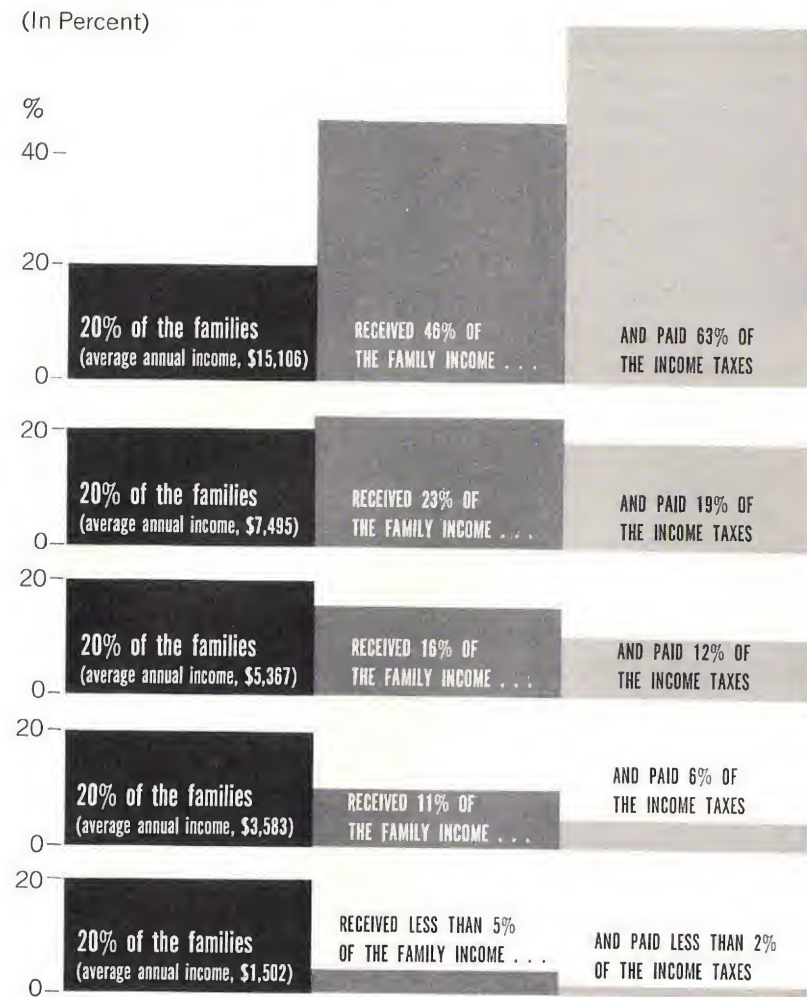 (In Percent)
%
40
20
20% of the families
(average annual income, $15,106)
RECEIVED 46% OF
THE FAMILY INCOME . . .
AND PAID 63% OF
THE INCOME TAXES
0
20
20% of the families
(average annual income, $7,495)
RECEIVED 23% OF
THE FAMILY INCOME . . .
AND PAID 19% OF
THE INCOME TAXES
0
20
20% of the families
(average annual income, $5,367)
RECEIVED 16% OF
THE FAMILY INCOME . . .
AND PAID 12% OF
THE INCOME TAXES
0
20
20% of the families
(average annual income, $3,583)
RECEIVED 11% OF
THE FAMILY INCOME . . .
AND PAID 6% OF
THE INCOME TAXES
0
20
20% of the families
(average annual income, $1,502)
RECEIVED LESS THAN 5%
OF THE FAMILY INCOME . . .
AND PAID LESS THAN 2%
OF THE INCOME TAXES
0